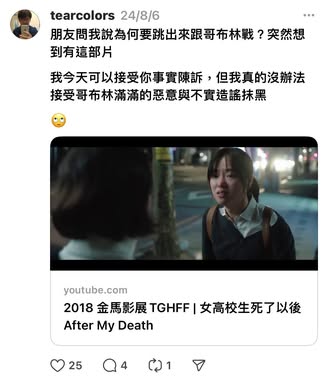 tearcolors 24/8/6
朋友問我說為何要跳出來跟哥布林戰？突然想
到有這部片
我今天可以接受你事實陳訴，但我真的沒辦法
接受哥布林滿滿的惡意與不實造謠抹黑
🙄
youtube.com
2018 金馬影展 TGHFF | 女高校生死了以後
After My Death
25 4 1